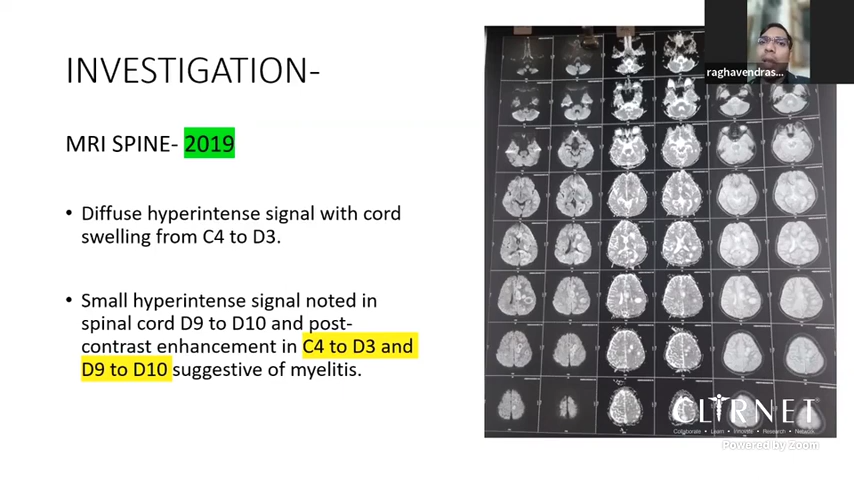 INVESTIGATION-
raghavendras...
MRI SPINE- 2019
• Diffuse hyperintense signal with cord
swelling from C4 to D3.
• Small hyperintense signal noted in
spinal cord D9 to D10 and post-
contrast enhancement in C4 to D3 and
D9 to D10 suggestive of myelitis.
CLIRNET
Collaborate • Learn • Innovate • Research • Network
Powered by Zoom